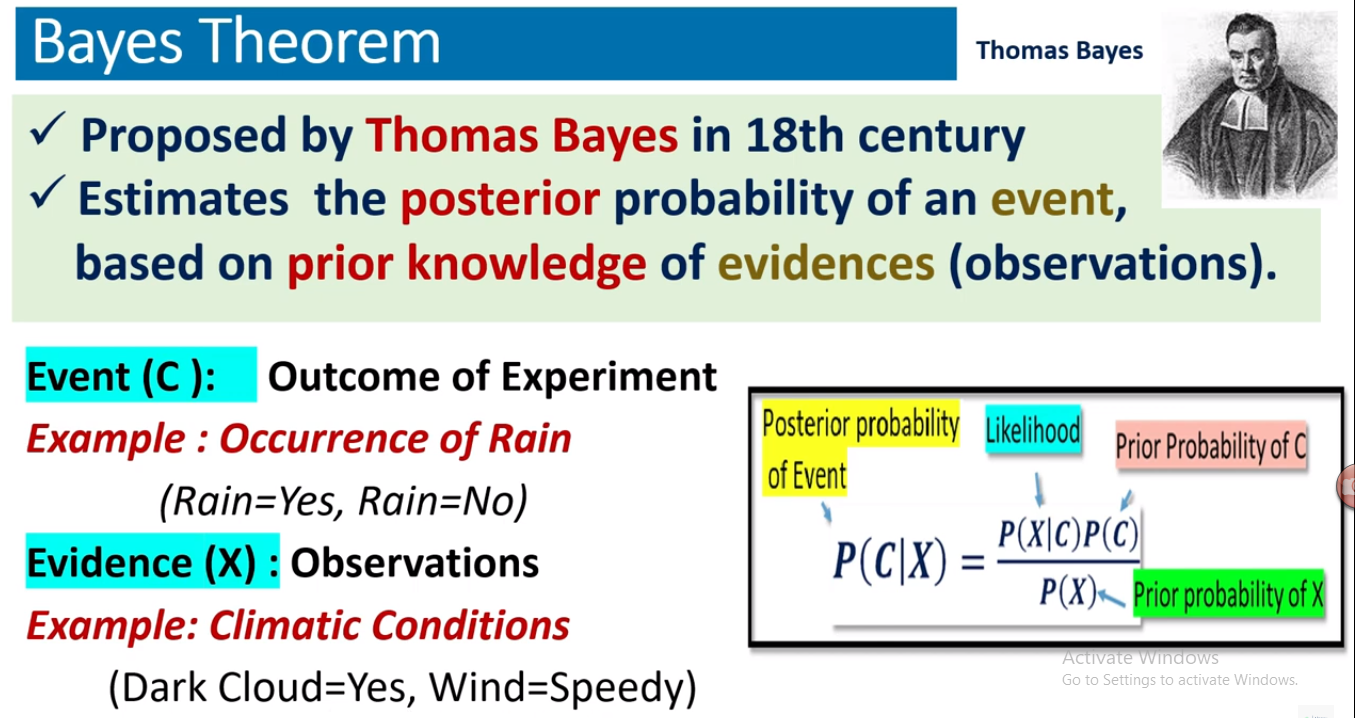 Bayes Theorem
Thomas Bayes
✓ Proposed by Thomas Bayes in 18th century
✓ Estimates the posterior probability of an event,
based on prior knowledge of evidences (observations).
Event (C ): Outcome of Experiment
Example : Occurrence of Rain
(Rain=Yes, Rain=No)
Evidence (X) : Observations
Example: Climatic Conditions
(Dark Cloud=Yes, Wind=Speedy)
Posterior probability
of Event
Likelihood
Prior Probability of C
P(C|X) = P(X|C)P(C)
P(X)
Prior probability of X
Activate Windows
Go to Settings to activate Windows.